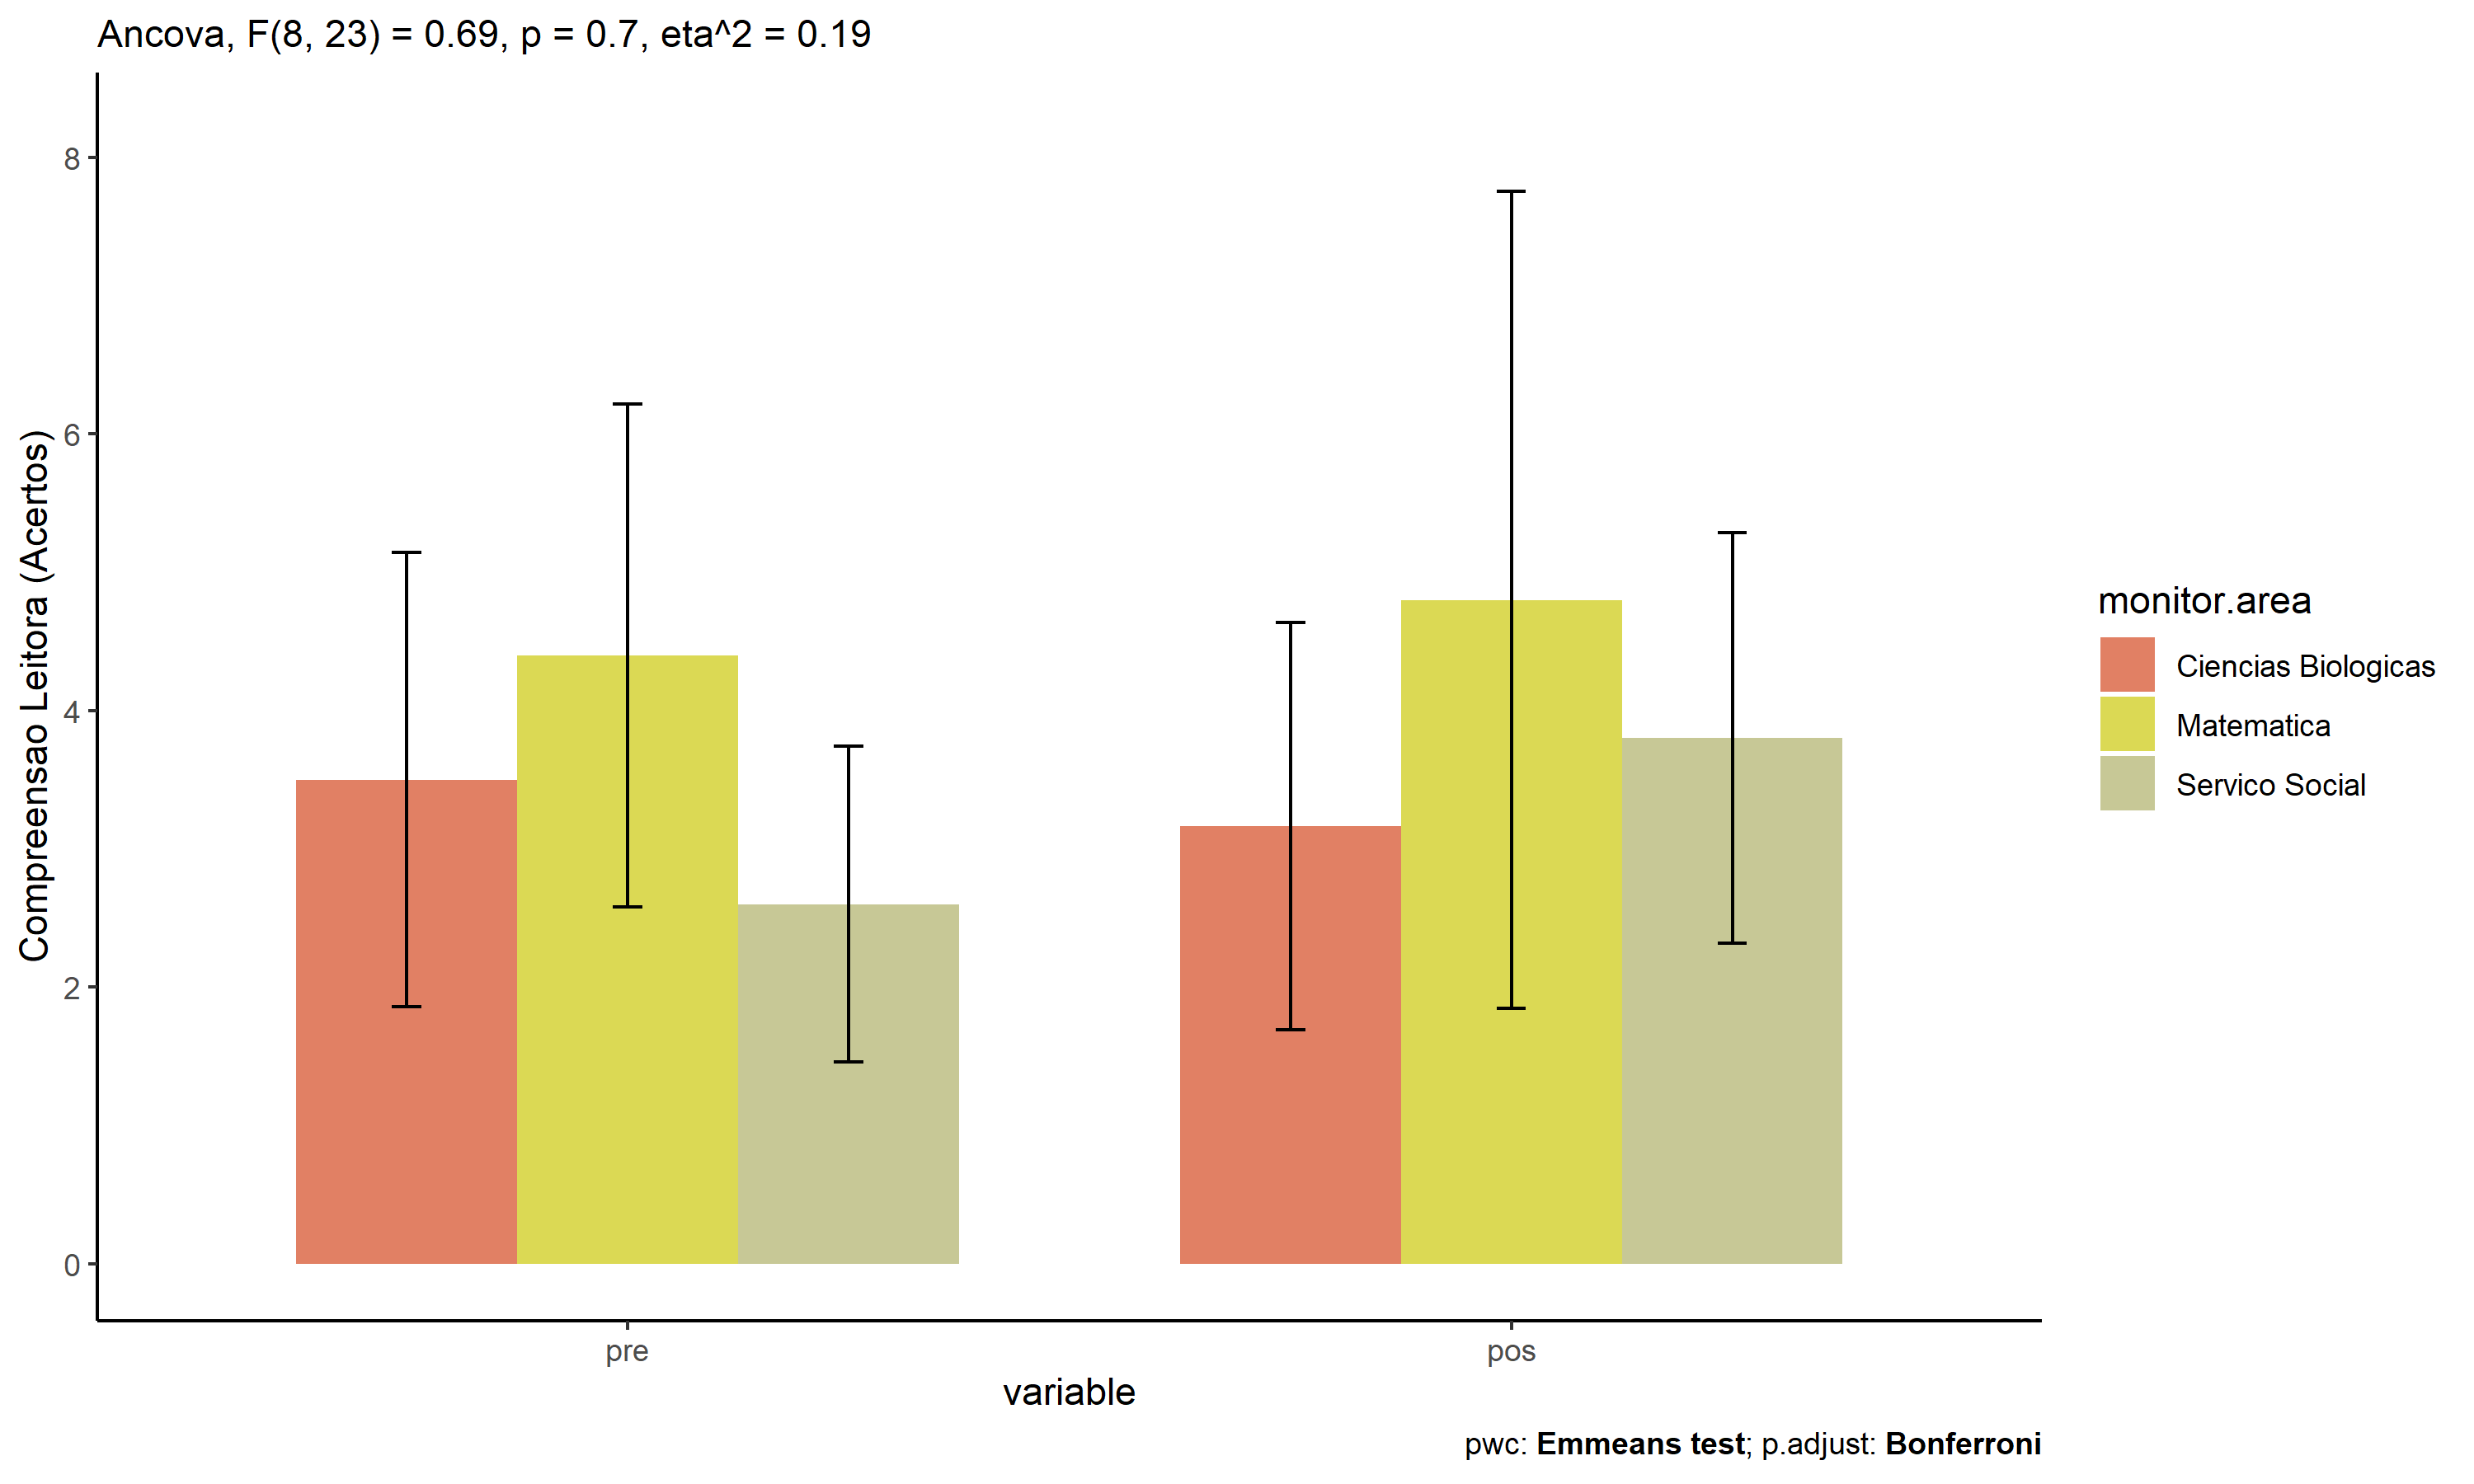 Ancova, F(8, 23) = 0.69, p = 0.7, eta^2 = 0.19
Compreensao Leitora (Acertos)
8
6
4
2
0
pre
pos
variable
monitor.area
Ciencias Biologicas
Matematica
Servico Social
pwc: Emmeans test; p.adjust: Bonferroni